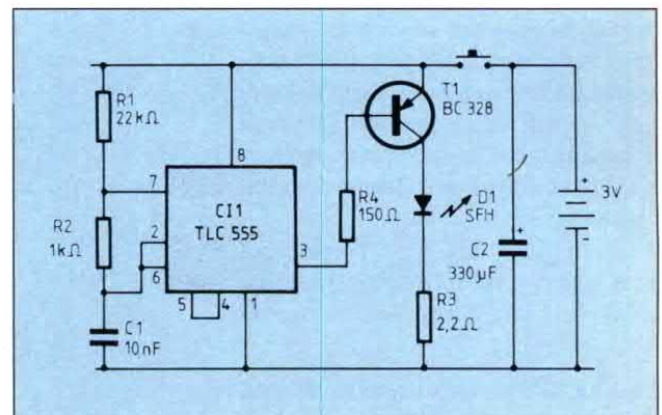 R1
22kΩ
R2
1kΩ
C1
10nF
7
2
6
8
CI1
TLC 555
3
5
4
1
R4
150Ω
T1
BC 328
D1
SFH
R3
2,2Ω
C2
330µF
+
+
-
3V